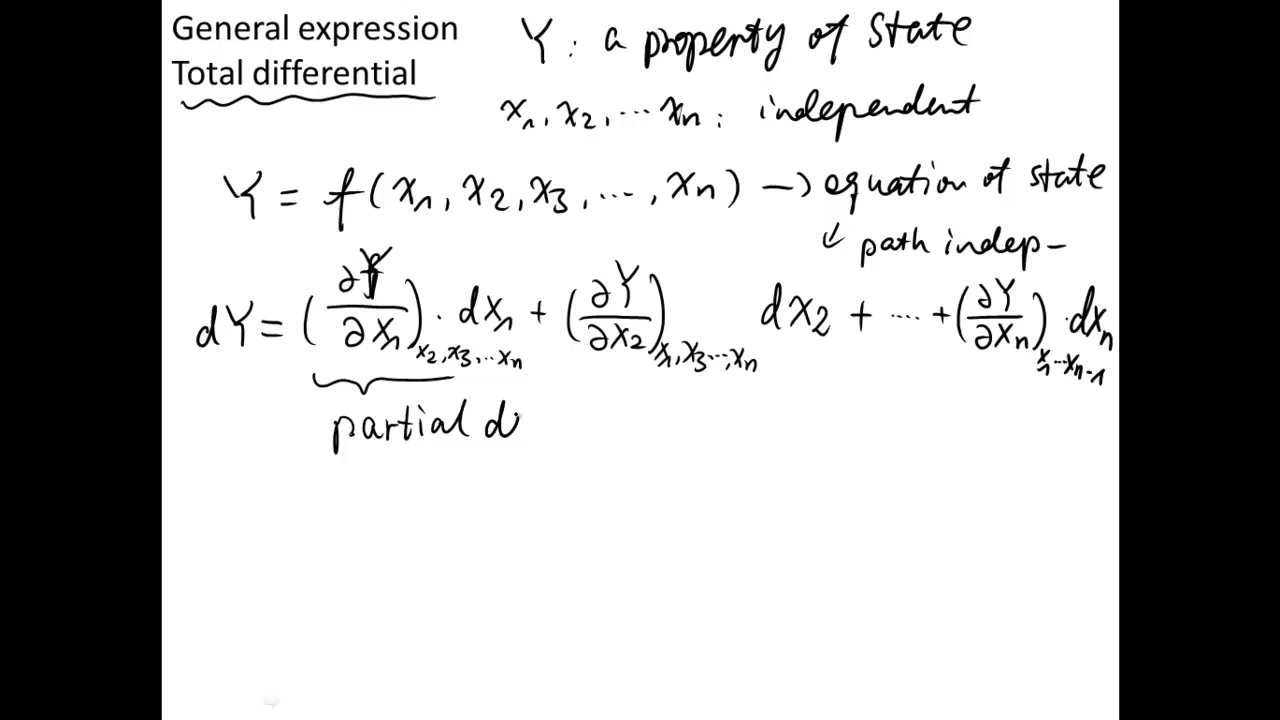 General expression
Total differential
Y : a property of state
x₁, x₂, ... xₙ : independent
Y = f(x₁, x₂, x₃, ..., xₙ) → equation of state
↙ path indep-
dY = (∂Y/∂x₁)x₂,x₃,...xₙ · dx₁ + (∂Y/∂x₂)x₁,x₃...,xₙ dx₂ + .... + (∂Y/∂xₙ)x₁...xₙ₋₁ · dxₙ
partial d